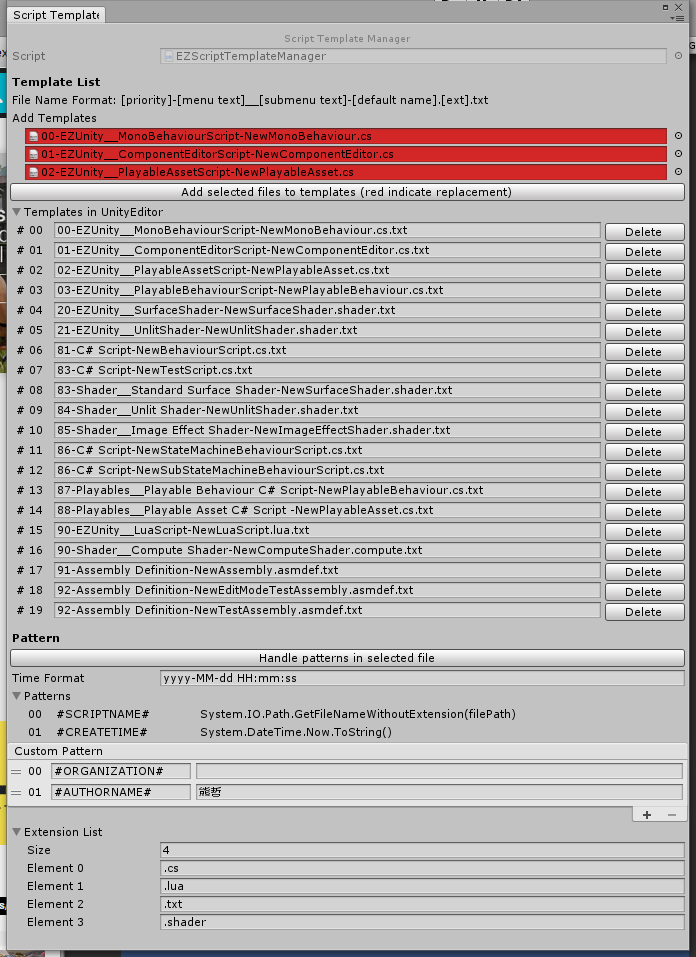 Script Template
Script Template Manager
Script EZScriptTemplateManager
Template List
File Name Format: [priority]-[menu text]__[submenu text]-[default name].[ext].txt
Add Templates
00-EZUnity__MonoBehaviourScript-NewMonoBehaviour.cs
01-EZUnity__ComponentEditorScript-NewComponentEditor.cs
02-EZUnity__PlayableAssetScript-NewPlayableAsset.cs
Add selected files to templates (red indicate replacement)
Templates in UnityEditor
# 00 00-EZUnity__MonoBehaviourScript-NewMonoBehaviour.cs.txt Delete
# 01 01-EZUnity__ComponentEditorScript-NewComponentEditor.cs.txt Delete
# 02 02-EZUnity__PlayableAssetScript-NewPlayableAsset.cs.txt Delete
# 03 03-EZUnity__PlayableBehaviourScript-NewPlayableBehaviour.cs.txt Delete
# 04 20-EZUnity__SurfaceShader-NewSurfaceShader.shader.txt Delete
# 05 21-EZUnity__UnlitShader-NewUnlitShader.shader.txt Delete
# 06 81-C# Script-NewBehaviourScript.cs.txt Delete
# 07 83-C# Script-NewTestScript.cs.txt Delete
# 08 83-Shader__Standard Surface Shader-NewSurfaceShader.shader.txt Delete
# 09 84-Shader__Unlit Shader-NewUnlitShader.shader.txt Delete
# 10 85-Shader__Image Effect Shader-NewImageEffectShader.shader.txt Delete
# 11 86-C# Script-NewStateMachineBehaviourScript.cs.txt Delete
# 12 86-C# Script-NewSubStateMachineBehaviourScript.cs.txt Delete
# 13 87-Playables__Playable Behaviour C# Script-NewPlayableBehaviour.cs.txt Delete
# 14 88-Playables__Playable Asset C# Script -NewPlayableAsset.cs.txt Delete
# 15 90-EZUnity__LuaScript-NewLuaScript.lua.txt Delete
# 16 90-Shader__Compute Shader-NewComputeShader.compute.txt Delete
# 17 91-Assembly Definition-NewAssembly.asmdef.txt Delete
# 18 92-Assembly Definition-NewEditModeTestAssembly.asmdef.txt Delete
# 19 92-Assembly Definition-NewTestAssembly.asmdef.txt Delete
Pattern
Handle patterns in selected file
Time Format yyyy-MM-dd HH:mm:ss
Patterns
00 #SCRIPTNAME# System.IO.Path.GetFileNameWithoutExtension(filePath)
01 #CREATETIME# System.DateTime.Now.ToString()
Custom Pattern
00 #ORGANIZATION#
01 #AUTHORNAME# 熊哲
Extension List
Size 4
Element 0 .cs
Element 1 .lua
Element 2 .txt
Element 3 .shader